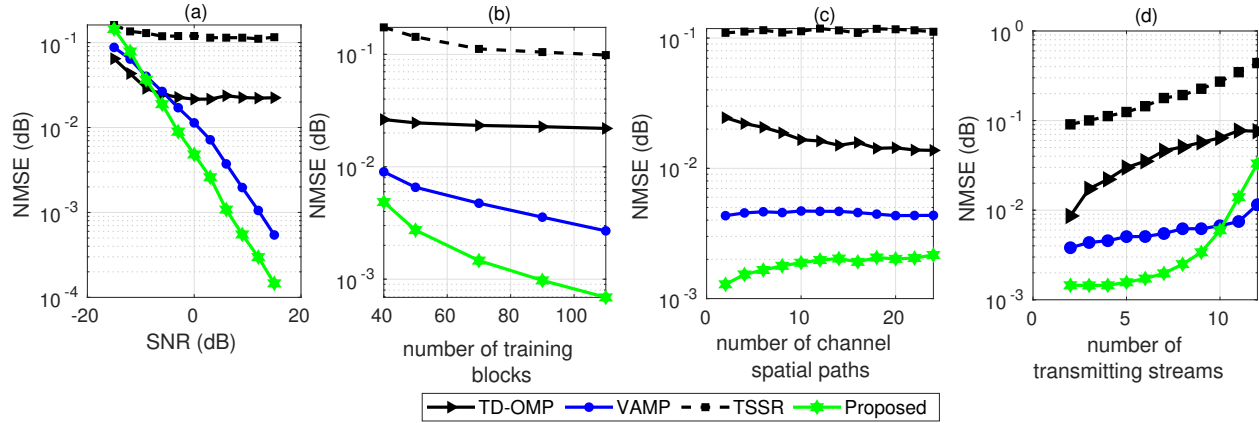 (a)
NMSE (dB)
10^-1
10^-2
10^-3
10^-4
-20
0
20
SNR (dB)
(b)
NMSE (dB)
10^-1
10^-2
10^-3
40
60
80
100
number of training
blocks
(c)
NMSE (dB)
10^-1
10^-2
10^-3
0
10
20
number of channel
spatial paths
(d)
NMSE (dB)
10^0
10^-1
10^-2
10^-3
0
5
10
number of
transmitting streams
TD-OMP VAMP TSSR Proposed